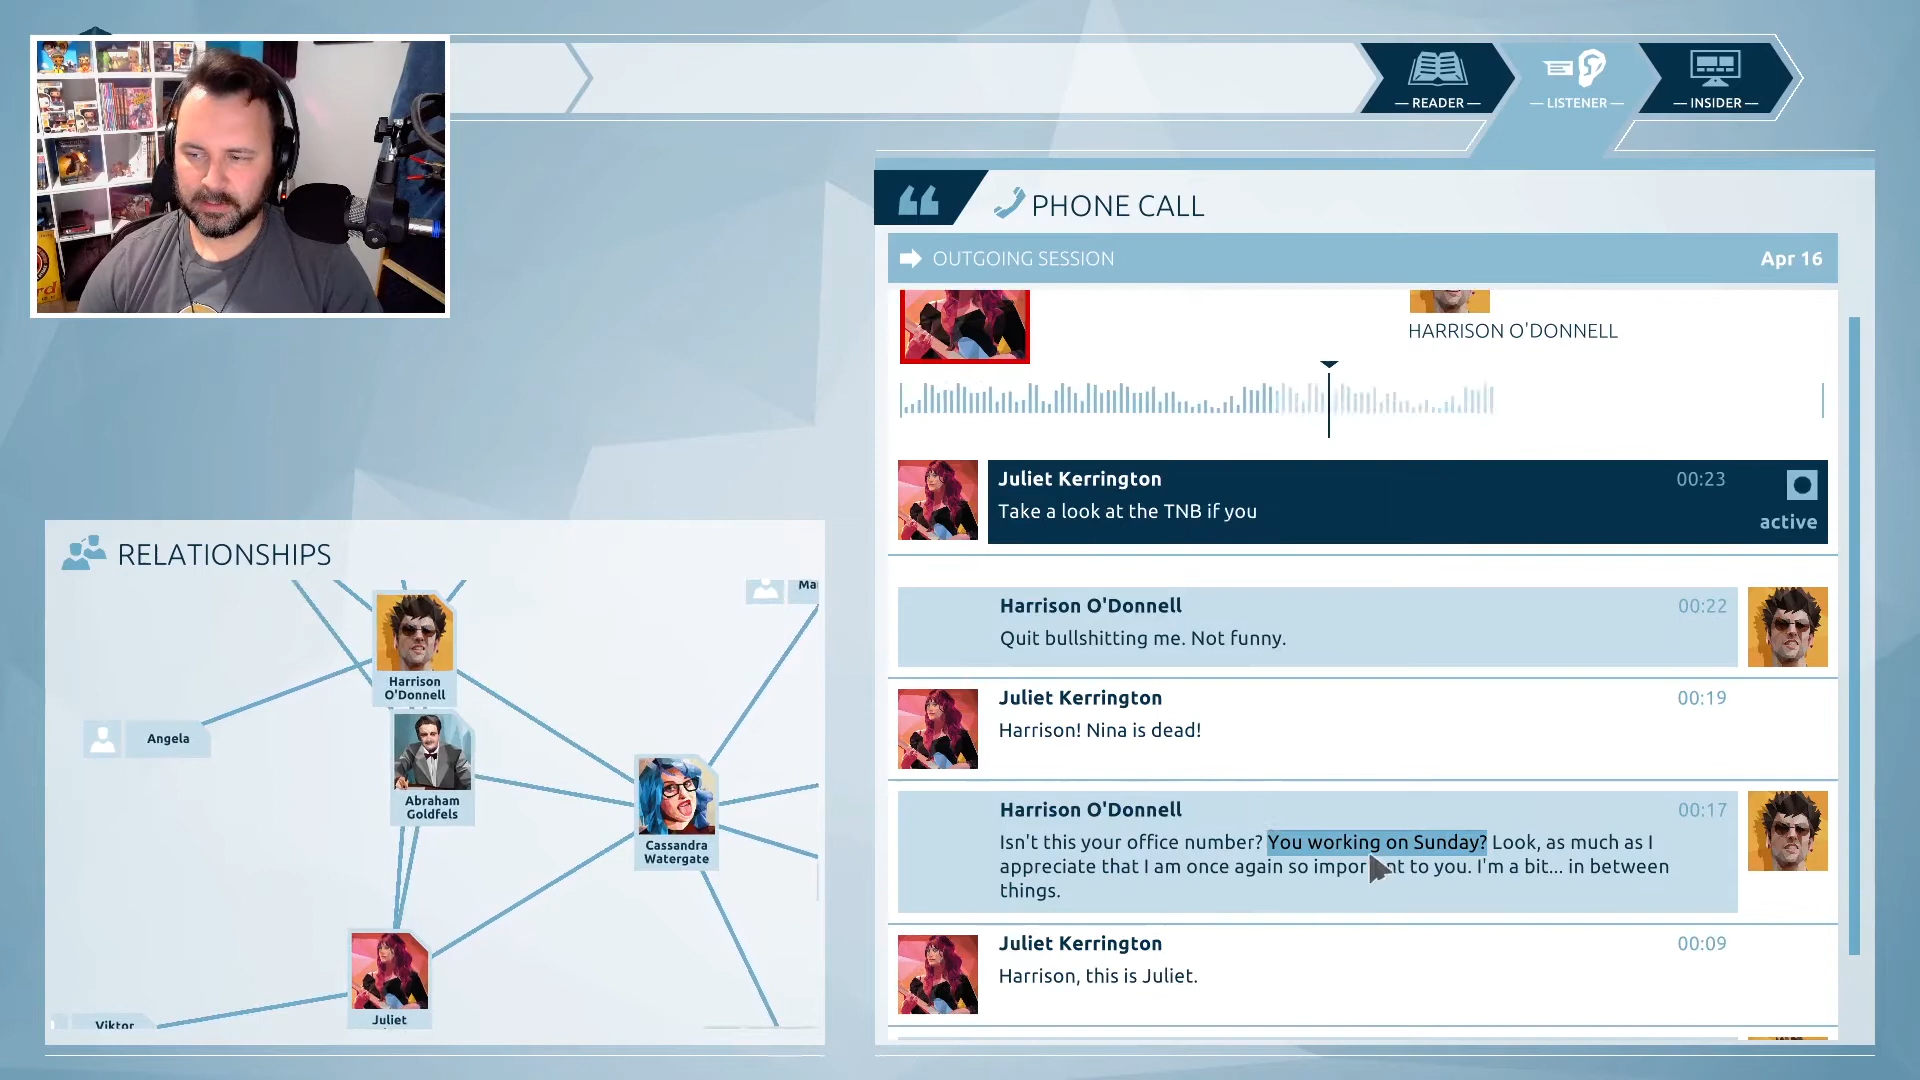 — READER —
— LISTENER —
— INSIDER —
PHONE CALL
OUTGOING SESSION
Apr 16
HARRISON O'DONNELL
Juliet Kerrington
00:23
active
Take a look at the TNB if you
Harrison O'Donnell
00:22
Quit bullshitting me. Not funny.
Juliet Kerrington
00:19
Harrison! Nina is dead!
Harrison O'Donnell
00:17
Isn't this your office number? You working on Sunday? Look, as much as I
appreciate that I am once again so important to you. I'm a bit... in between
things.
Juliet Kerrington
00:09
Harrison, this is Juliet.
RELATIONSHIPS
Ma
Harrison
O'Donnell
Angela
Abraham
Goldfels
Cassandra
Watergate
Juliet
Viktor